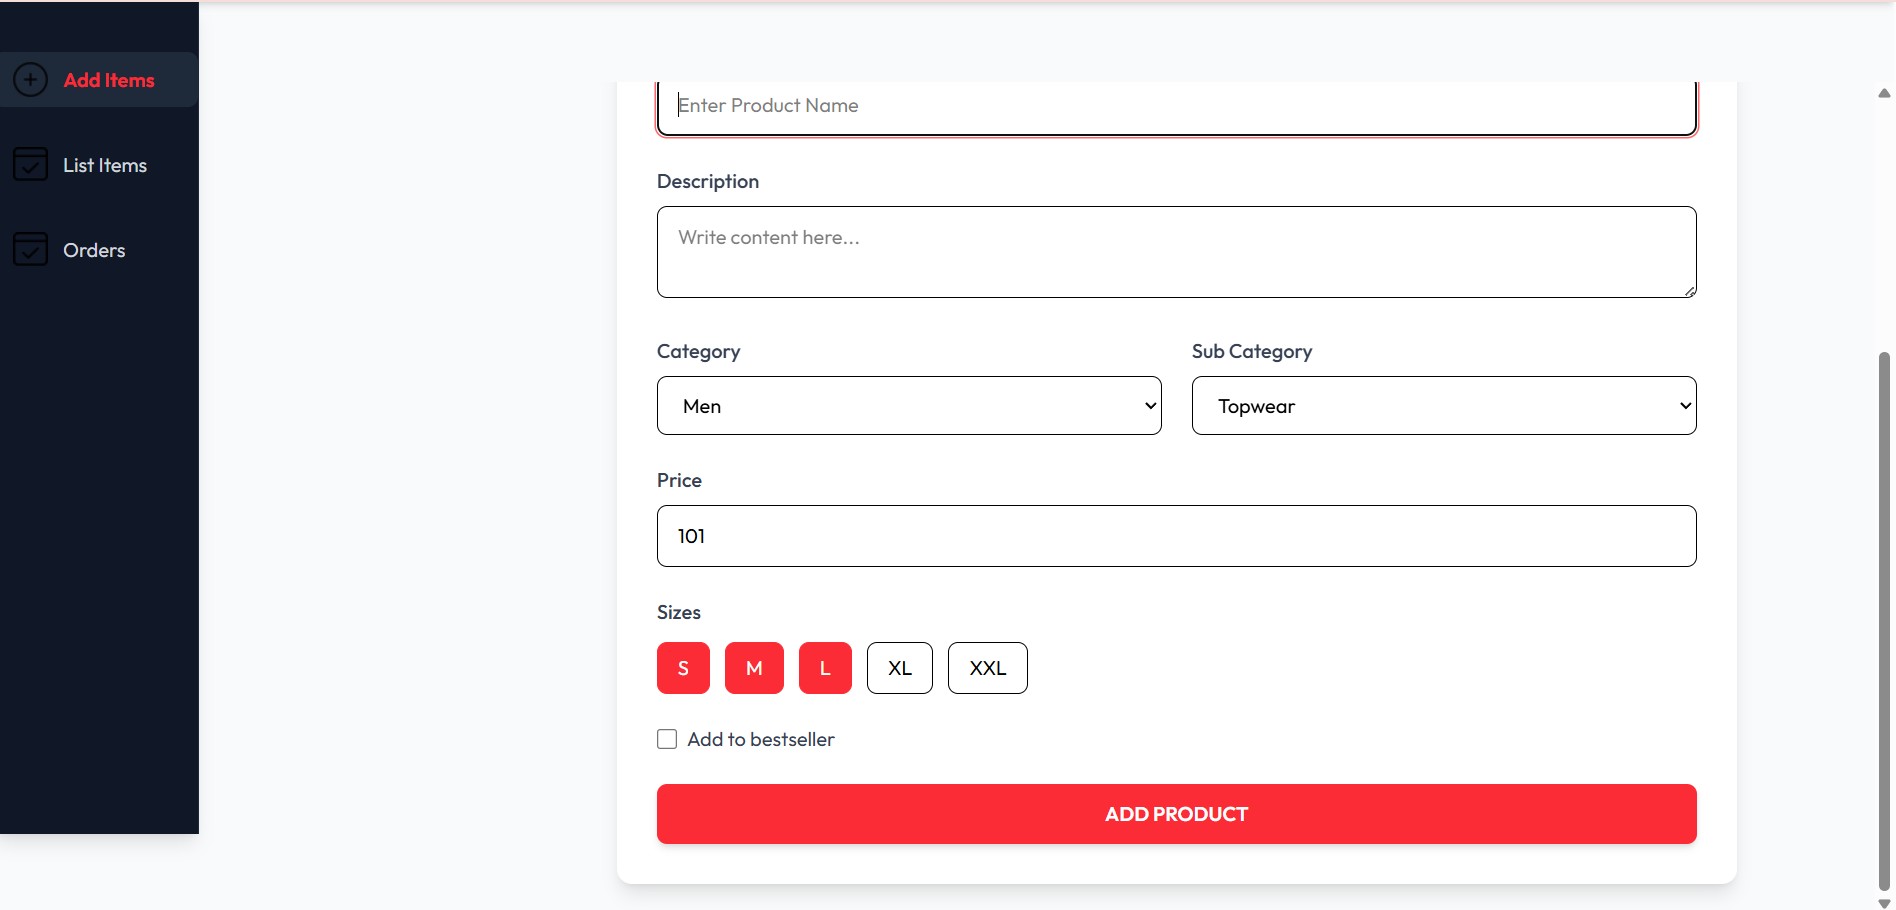 Add Items
List Items
Orders
Enter Product Name
Description
Write content here...
Category
Sub Category
Men
Topwear
Price
101
Sizes
S M L XL XXL
Add to bestseller
ADD PRODUCT